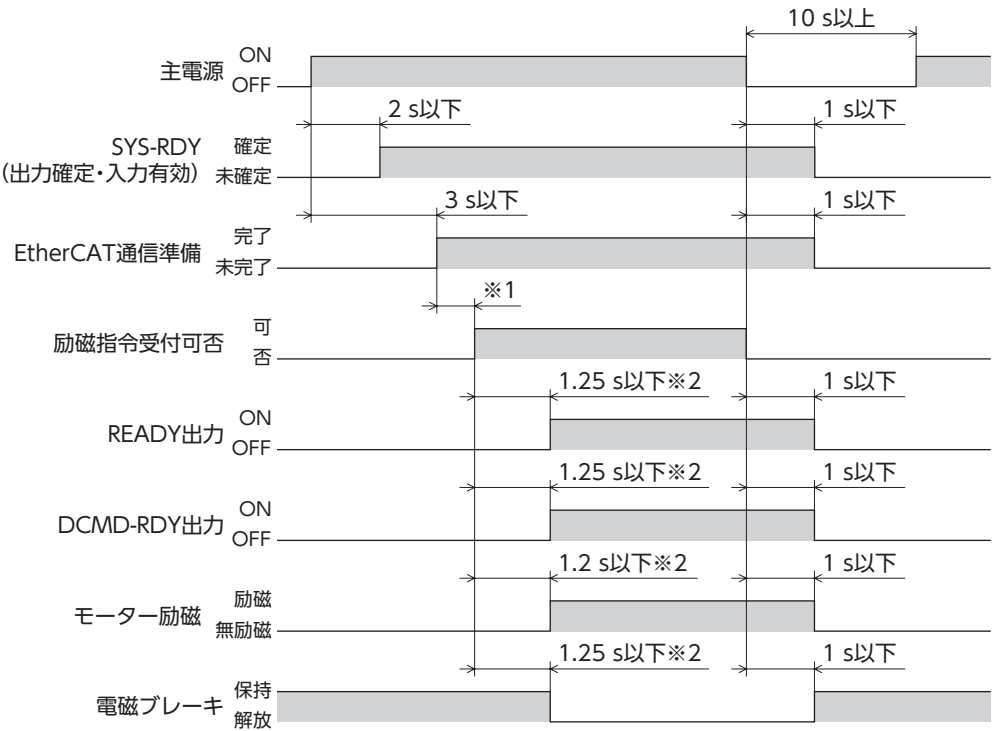 10 s以上
主電源
ON
OFF
2 s以下
1 s以下
SYS-RDY
（出力確定・入力有効）
確定
未確定
3 s以下
1 s以下
EtherCAT通信準備
完了
未完了
※1
励磁指令受付可否
可
否
1.25 s以下※2
1 s以下
READY出力
ON
OFF
1.25 s以下※2
1 s以下
DCMD-RDY出力
ON
OFF
1.2 s以下※2
1 s以下
モーター励磁
励磁
無励磁
1.25 s以下※2
1 s以下
電磁ブレーキ
保持
解放